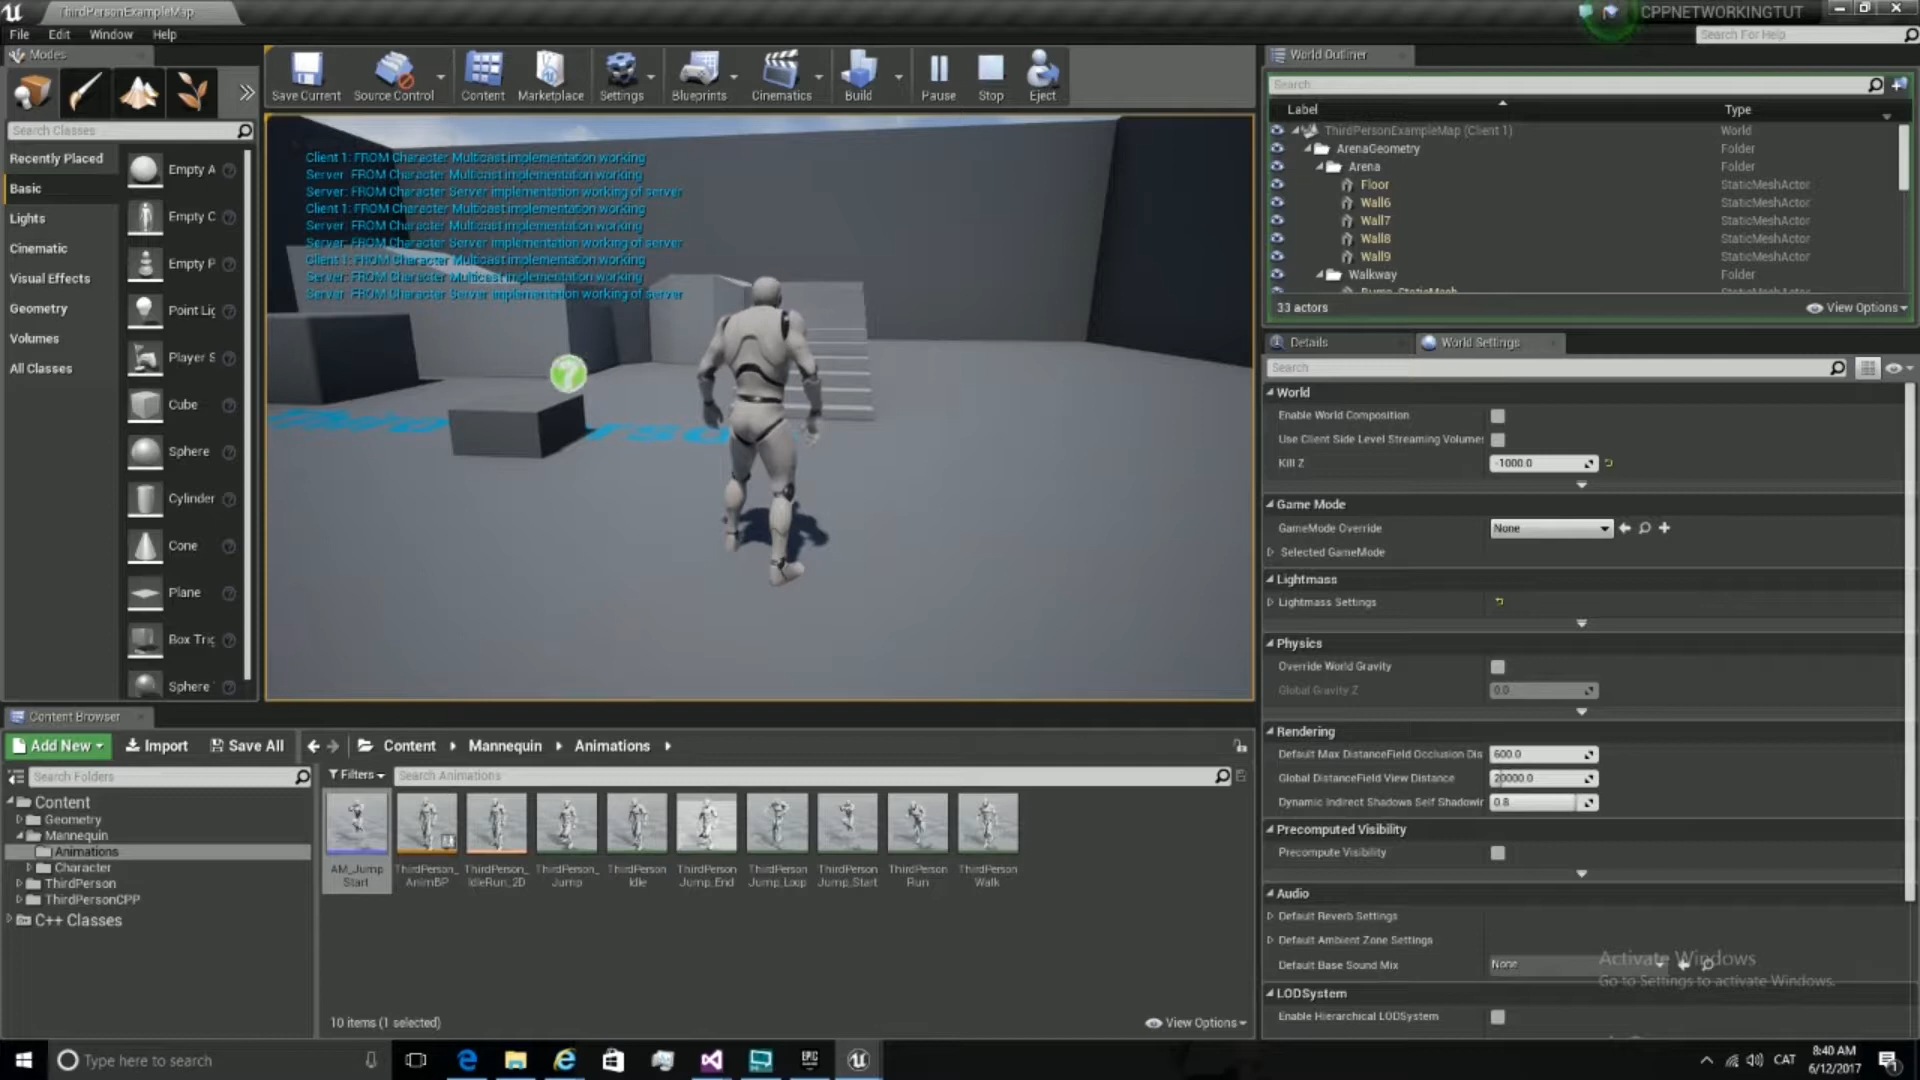 ThirdPersonExampleMap
CPPNETWORKINGTUT
File Edit Window Help
Search For Help
Modes
Save Current
Source Control
Content
Marketplace
Settings
Blueprints
Cinematics
Build
Pause
Stop
Eject
Search Classes
Recently Placed
Basic
Lights
Cinematic
Visual Effects
Geometry
Volumes
All Classes
Empty A
Empty C
Empty P
Point Lig
Player S
Cube
Sphere
Cylinder
Cone
Plane
Box Trig
Sphere
Client 1: FROM Character Multicast implementation working
Server: FROM Character Multicast implementation working
Server: FROM Character Server implementation working of server
Client 1: FROM Character Multicast implementation working
Server: FROM Character Multicast implementation working
Server: FROM Character Server implementation working of server
Client 1: FROM Character Multicast implementation working
Server: FROM Character Multicast implementation working
Server: FROM Character Server implementation working of server
World Outliner
Search
Label Type
ThirdPersonExampleMap (Client 1) World
ArenaGeometry Folder
Arena Folder
Floor StaticMeshActor
Wall6 StaticMeshActor
Wall7 StaticMeshActor
Wall8 StaticMeshActor
Wall9 StaticMeshActor
Walkway Folder
Bump_StaticMesh StaticMeshActor
33 actors View Options
Details World Settings
Search
World
Enable World Composition
Use Client Side Level Streaming Volumes
Kill Z -1000.0
Game Mode
GameMode Override None
Selected GameMode
Lightmass
Lightmass Settings
Physics
Override World Gravity
Global Gravity Z 0.0
Rendering
Default Max DistanceField Occlusion Dis 600.0
Global DistanceField View Distance 20000.0
Dynamic Indirect Shadows Self Shadowin 0.8
Precomputed Visibility
Precompute Visibility
Audio
Default Reverb Settings
Default Ambient Zone Settings
Default Base Sound Mix None
LODSystem
Enable Hierarchical LODSystem
Activate Windows
Go to Settings to activate Windows.
Content Browser
Add New Import Save All Content Mannequin Animations
Search Folders
Filters Search Animations
Content
Geometry
Mannequin
Animations
Character
ThirdPerson
ThirdPersonCPP
C++ Classes
AM_Jump
Start
ThirdPerson_
AnimBP
ThirdPerson_
IdleRun_2D
ThirdPerson_
Jump
ThirdPerson
Idle
ThirdPerson
Jump_End
ThirdPerson
Jump_Loop
ThirdPerson
Jump_Start
ThirdPerson
Run
ThirdPerson
Walk
10 items (1 selected) View Options
Type here to search
EPIC
CAT
8:40 AM
6/12/2017